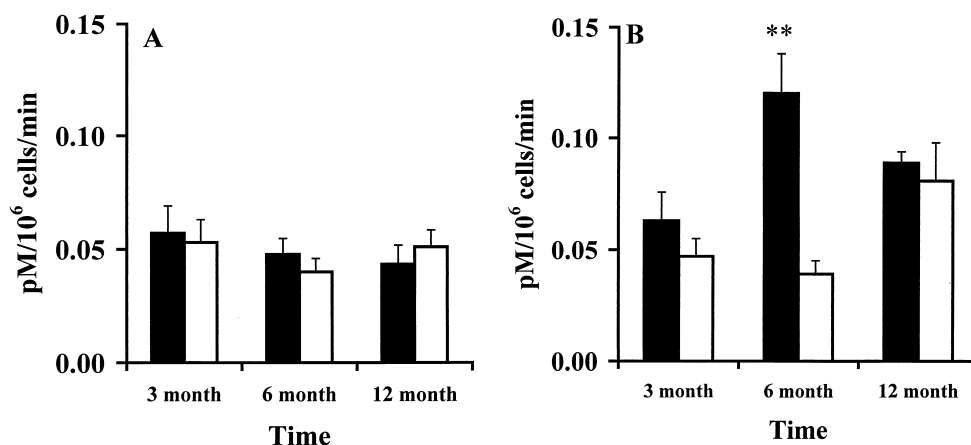 A
0.15
0.10
0.05
0.00
pM/10⁶ cells/min
3 month 6 month 12 month
Time
B
**
0.15
0.10
0.05
0.00
pM/10⁶ cells/min
3 month 6 month 12 month
Time